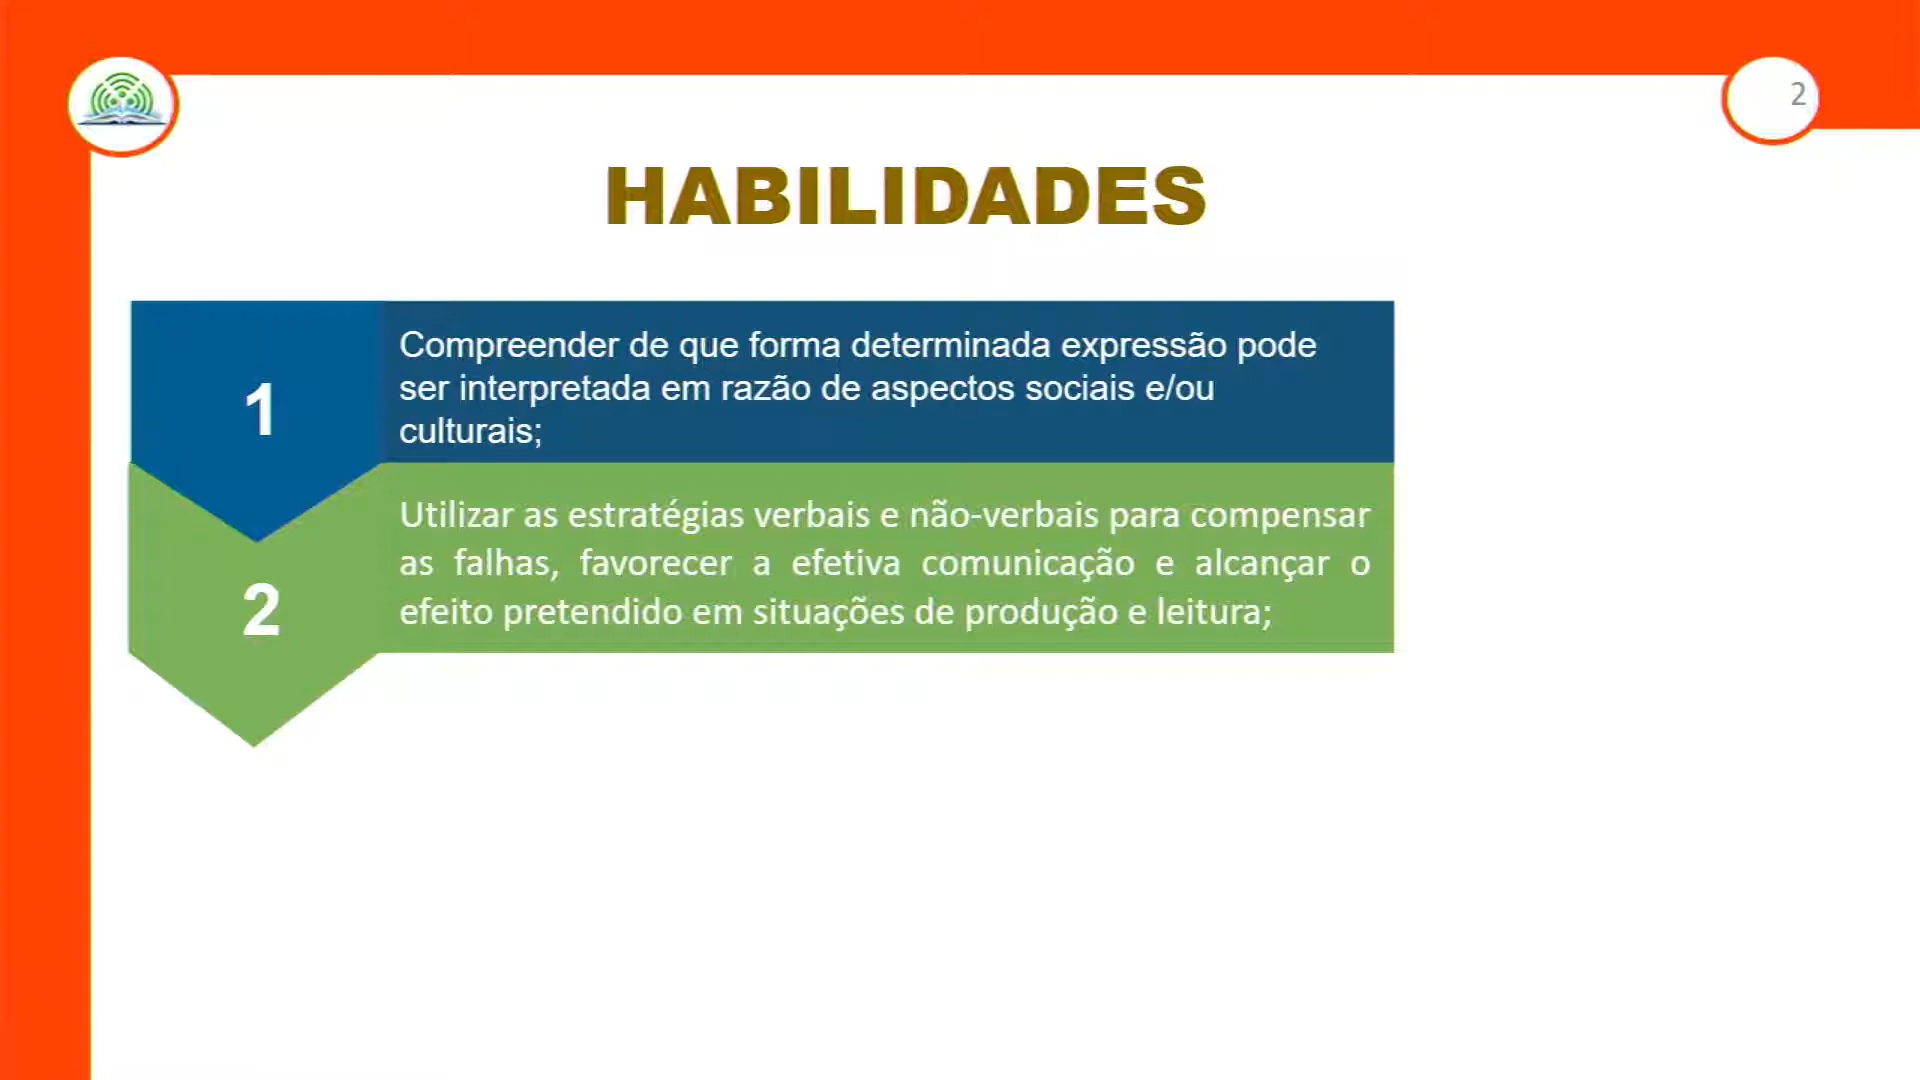 2
HABILIDADES
1
Compreender de que forma determinada expressão pode
ser interpretada em razão de aspectos sociais e/ou
culturais;
2
Utilizar as estratégias verbais e não-verbais para compensar
as falhas, favorecer a efetiva comunicação e alcançar o
efeito pretendido em situações de produção e leitura;